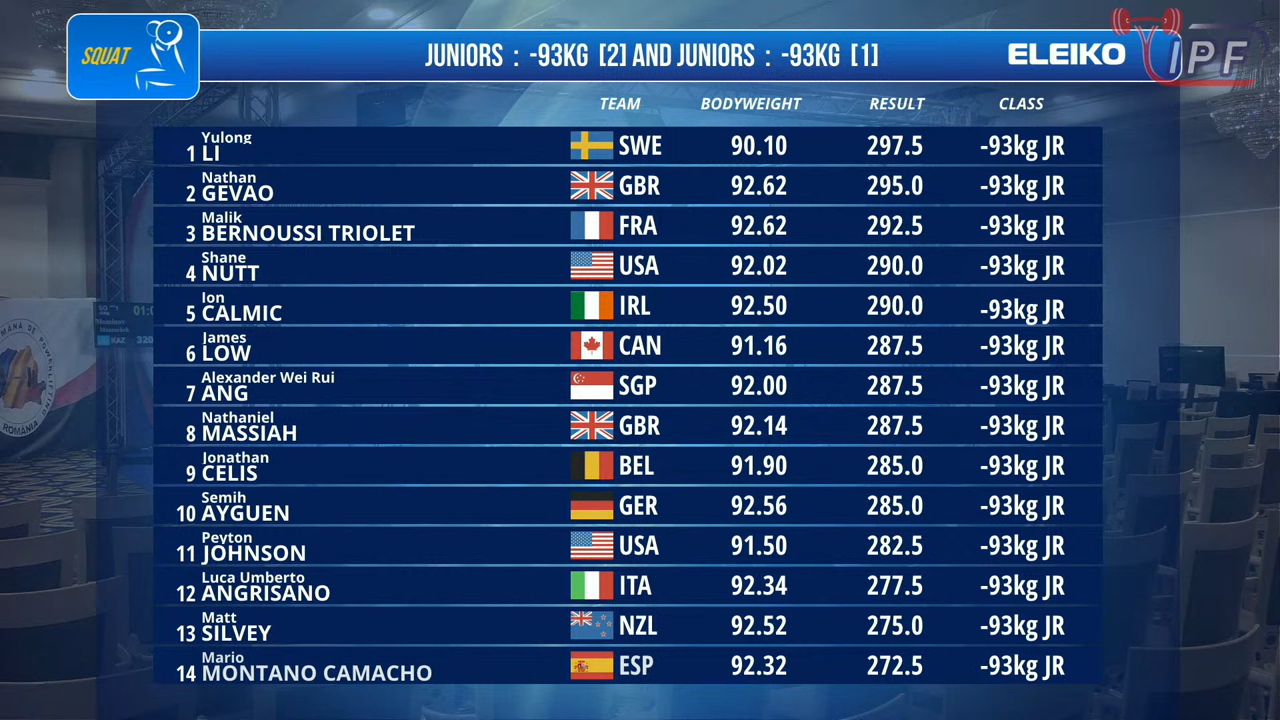 SQUAT
JUNIORS : -93KG [2] AND JUNIORS : -93KG [1]
ELEIKO
IPF
TEAM BODYWEIGHT RESULT CLASS
Yulong
1 LI SWE 90.10 297.5 -93kg JR
Nathan
2 GEVAO GBR 92.62 295.0 -93kg JR
Malik
3 BERNOUSSI TRIOLET FRA 92.62 292.5 -93kg JR
Shane
4 NUTT USA 92.02 290.0 -93kg JR
Ion
5 CALMIC IRL 92.50 290.0 -93kg JR
James
6 LOW CAN 91.16 287.5 -93kg JR
Alexander Wei Rui
7 ANG SGP 92.00 287.5 -93kg JR
Nathaniel
8 MASSIAH GBR 92.14 287.5 -93kg JR
Jonathan
9 CELIS BEL 91.90 285.0 -93kg JR
Semih
10 AYGUEN GER 92.56 285.0 -93kg JR
Peyton
11 JOHNSON USA 91.50 282.5 -93kg JR
Luca Umberto
12 ANGRISANO ITA 92.34 277.5 -93kg JR
Matt
13 SILVEY NZL 92.52 275.0 -93kg JR
Mario
14 MONTANO CAMACHO ESP 92.32 272.5 -93kg JR
01:0
KAZ 320
DE POWERLIFTING
ROMÂNIA